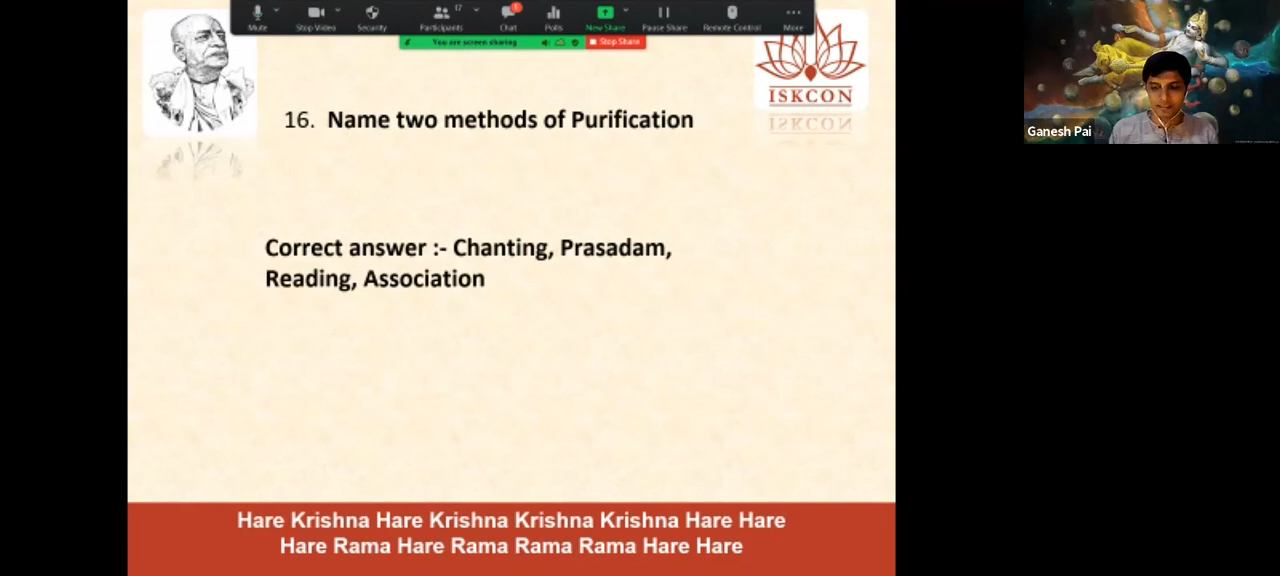 Mute
Stop Video
Security
Participants
17
Chat
Polls
New Share
Pause Share
Remote Control
More
You are screen sharing
Stop Share
ISKCON
16. Name two methods of Purification
Ganesh Pai
Correct answer :- Chanting, Prasadam,
Reading, Association
Hare Krishna Hare Krishna Krishna Krishna Hare Hare
Hare Rama Hare Rama Rama Rama Hare Hare